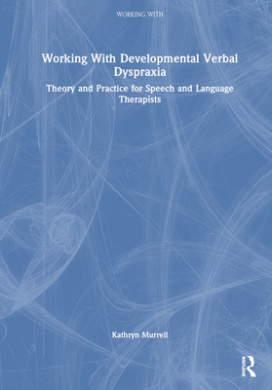 WORKING WITH
Working With Developmental Verbal
Dyspraxia
Theory and Practice for Speech and Language
Therapists
Kathryn Murrell
R